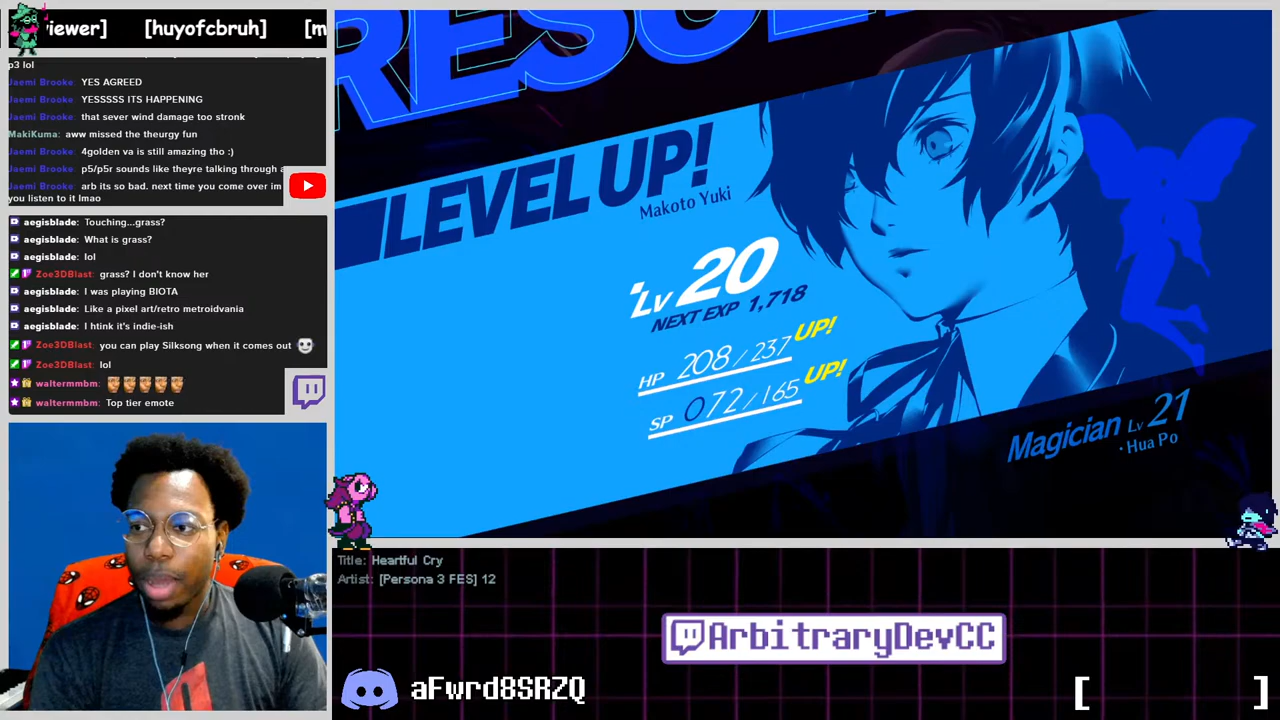 iewer] [huyofcbruh] [m
p3 lol
Jaemi Brooke: YES AGREED
Jaemi Brooke: YESSSSS ITS HAPPENING
Jaemi Brooke: that sever wind damage too stronk
MakiKuma: aww missed the theurgy fun
Jaemi Brooke: 4golden va is still amazing tho :)
Jaemi Brooke: p5/p5r sounds like theyre talking through a
Jaemi Brooke: arb its so bad. next time you come over im
you listen to it lmao
aegisblade: Touching...grass?
aegisblade: What is grass?
aegisblade: lol
Zoe3DBlast: grass? I don't know her
aegisblade: I was playing BIOTA
aegisblade: Like a pixel art/retro metroidvania
aegisblade: I htink it's indie-ish
Zoe3DBlast: you can play Silksong when it comes out
Zoe3DBlast: lol
waltermmbm:
waltermmbm: Top tier emote
RESUL
LEVEL UP!
Makoto Yuki
Lv 20
NEXT EXP 1,718
HP 208/237 UP!
SP 072/165 UP!
Magician Lv 21
・Hua Po
Title: Heartful Cry
Artist: [Persona 3 FES] 12
ArbitraryDevCC
aFwrd8SRZQ
[ ]